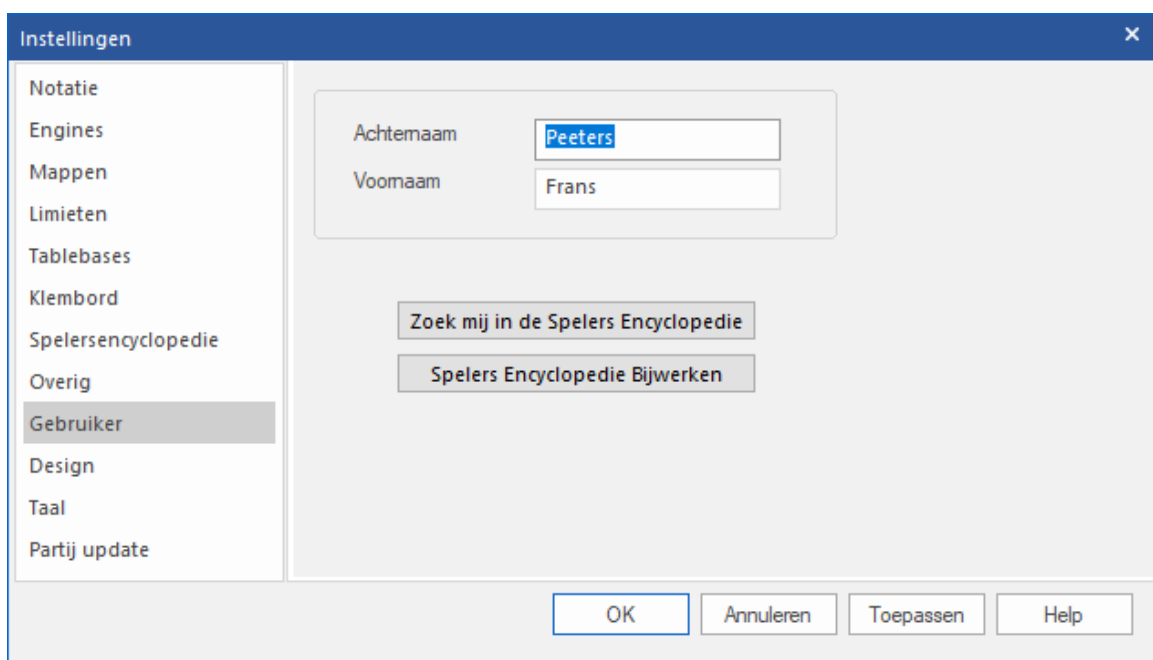 Instellingen
Notatie
Engines
Mappen
Limieten
Tablebases
Klembord
Spelersencyclopedie
Overig
Gebruiker
Design
Taal
Partij update
Achternaam
Peeters
Voornaam
Frans
Zoek mij in de Spelers Encyclopedie
Spelers Encyclopedie Bijwerken
OK Annuleren Toepassen Help